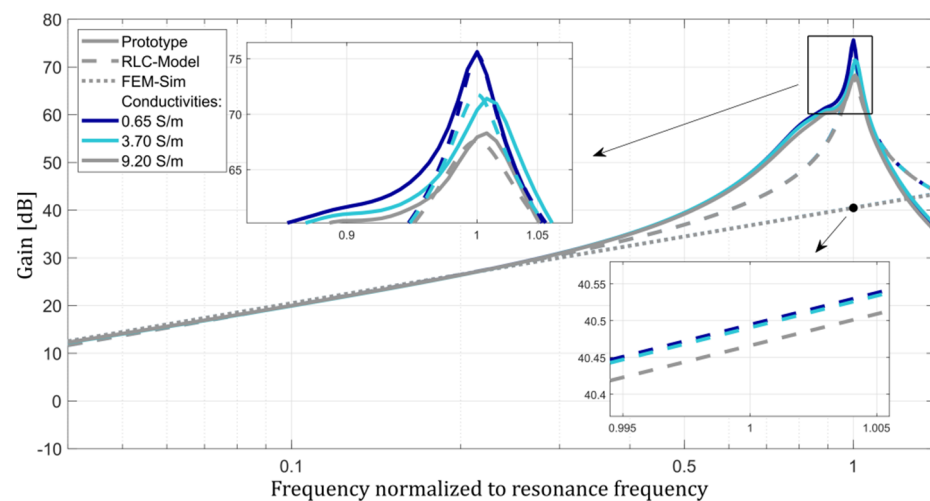 80
70
60
50
40
30
20
10
0
-10
Gain [dB]
Prototype
RLC-Model
FEM-Sim
Conductivities:
0.65 S/m
3.70 S/m
9.20 S/m
75
70
65
0.9
1
1.05
40.55
40.5
40.45
40.4
0.995
1
1.005
0.1
0.5
1
Frequency normalized to resonance frequency